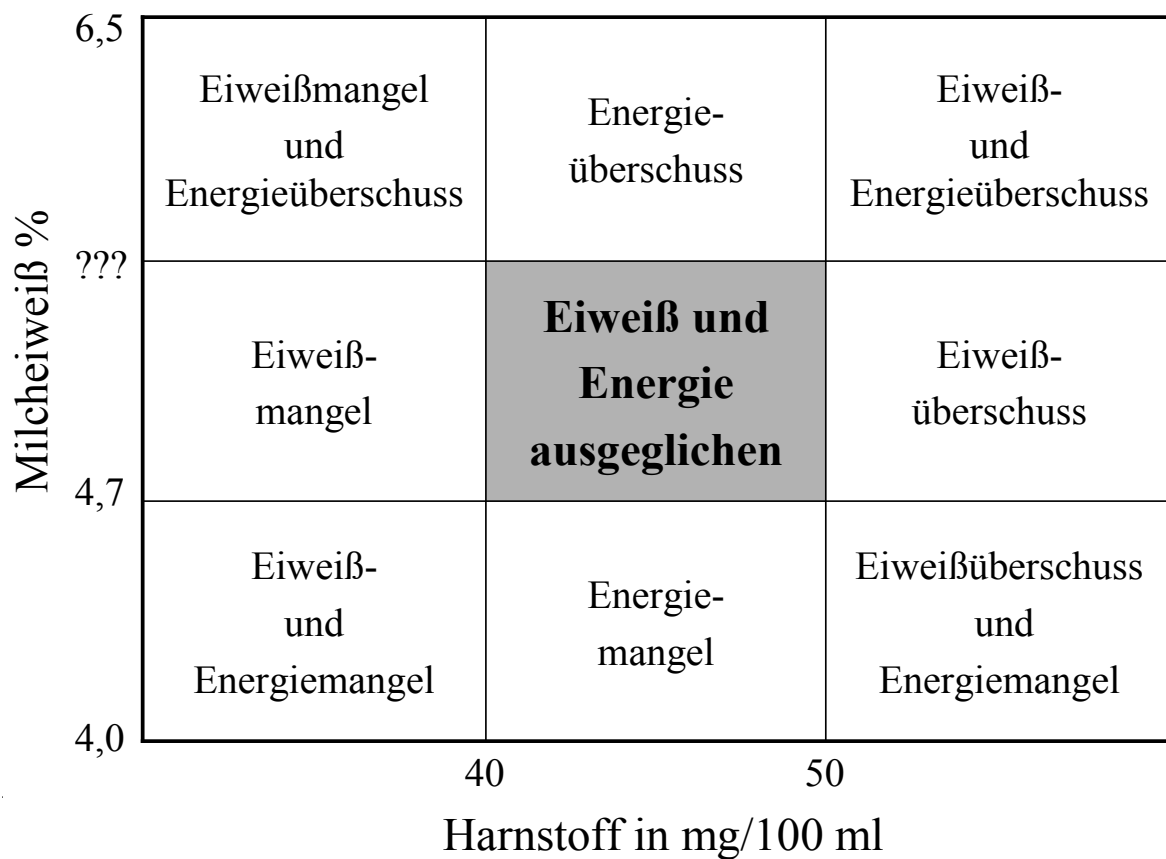 6,5
Eiweißmangel
und
Energieüberschuss
Energie-
überschuss
Eiweiß-
und
Energieüberschuss
Milcheiweiß %
???
Eiweiß-
mangel
Eiweiß und
Energie
ausgeglichen
Eiweiß-
überschuss
4,7
Eiweiß-
und
Energiemangel
Energie-
mangel
Eiweißüberschuss
und
Energiemangel
4,0
40
50
Harnstoff in mg/100 ml